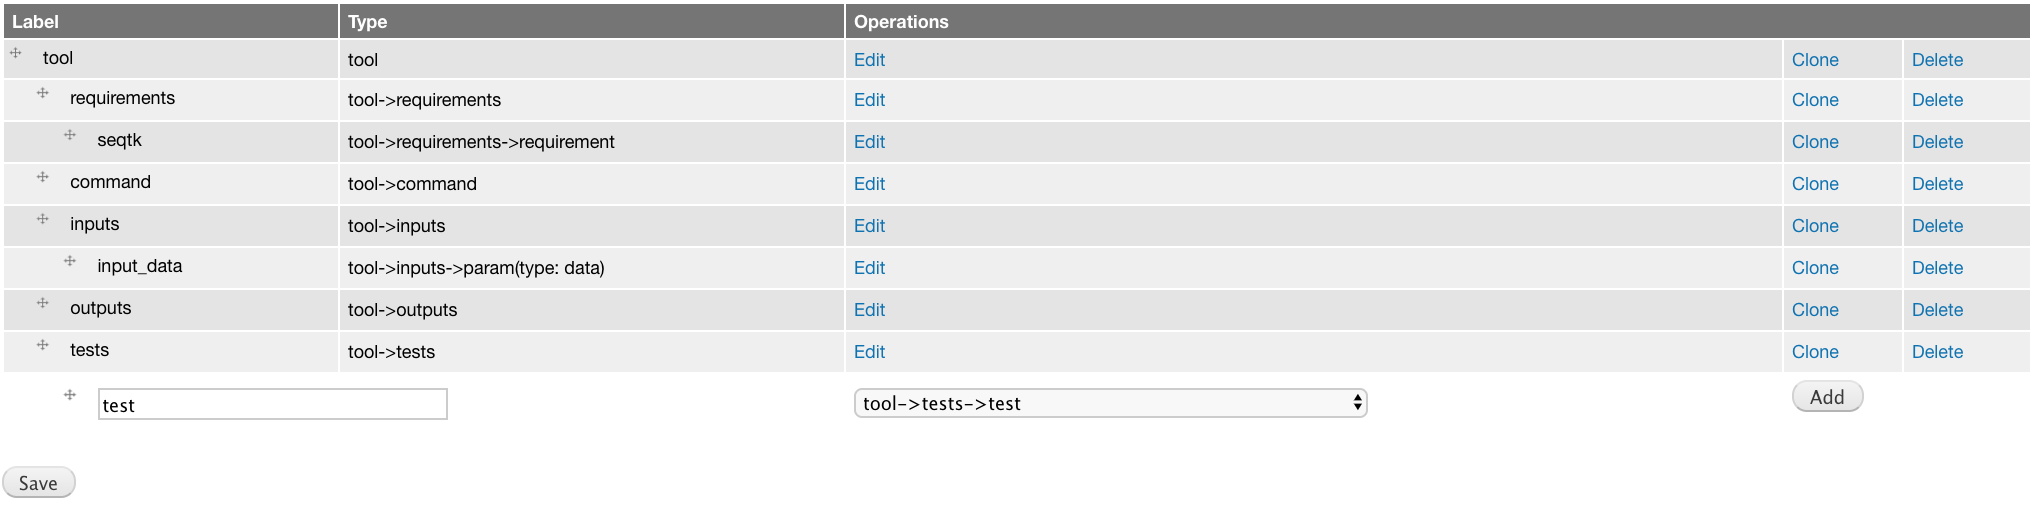 Label Type Operations
tool tool Edit Clone Delete
requirements tool->requirements Edit Clone Delete
seqtk tool->requirements->requirement Edit Clone Delete
command tool->command Edit Clone Delete
inputs tool->inputs Edit Clone Delete
input_data tool->inputs->param(type: data) Edit Clone Delete
outputs tool->outputs Edit Clone Delete
tests tool->tests Edit Clone Delete
test tool->tests->test Add
Save